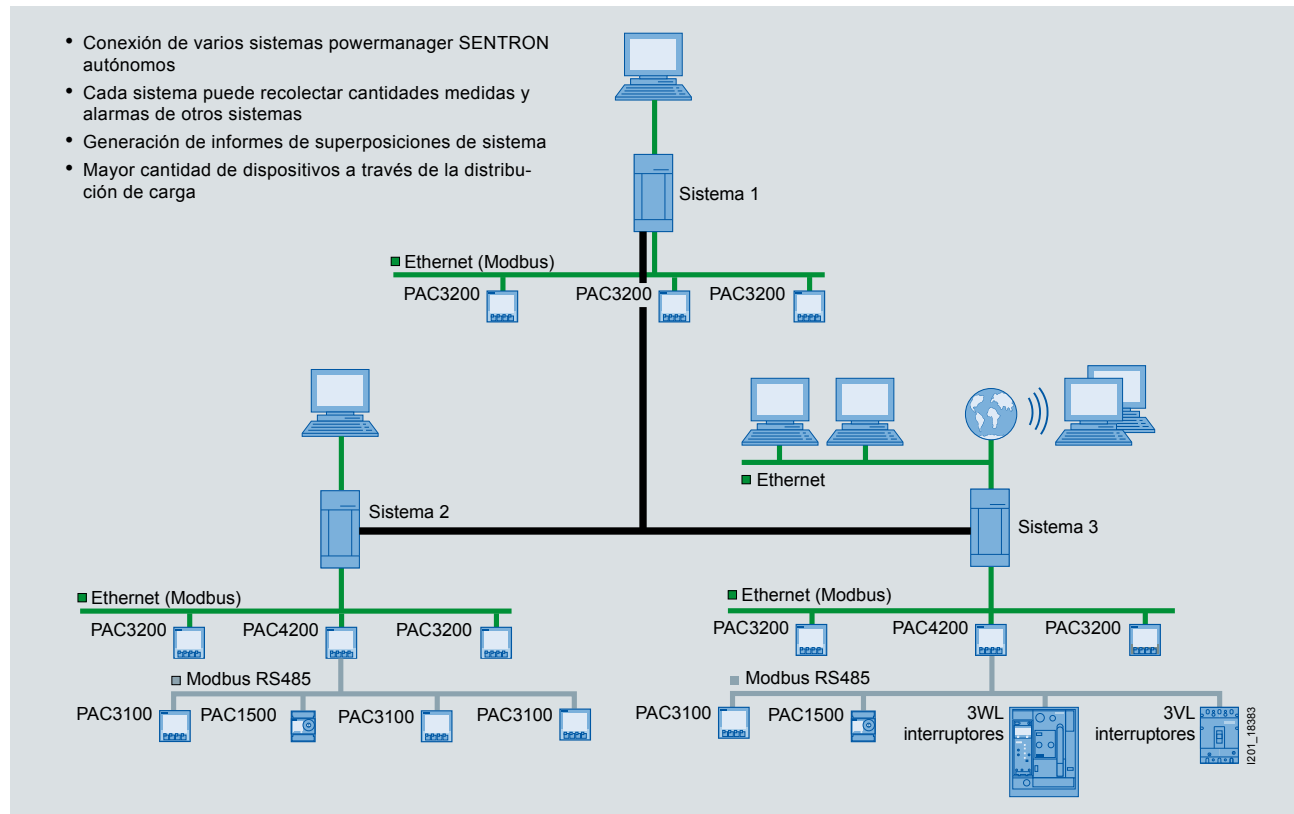 • Conexión de varios sistemas powermanager SENTRON
autónomos
• Cada sistema puede recolectar cantidades medidas y
alarmas de otros sistemas
• Generación de informes de superposiciones de sistema
• Mayor cantidad de dispositivos a través de la distribu-
ción de carga
Sistema 1
Ethernet (Modbus)
PAC3200 PAC3200 PAC3200
Ethernet
Sistema 2
Sistema 3
Ethernet (Modbus)
PAC3200 PAC4200 PAC3200
Modbus RS485
PAC3100 PAC1500 PAC3100 PAC3100
Ethernet (Modbus)
PAC3200 PAC4200 PAC3200
Modbus RS485
PAC3100 PAC1500
3WL
interruptores
3VL
interruptores
I201_18383